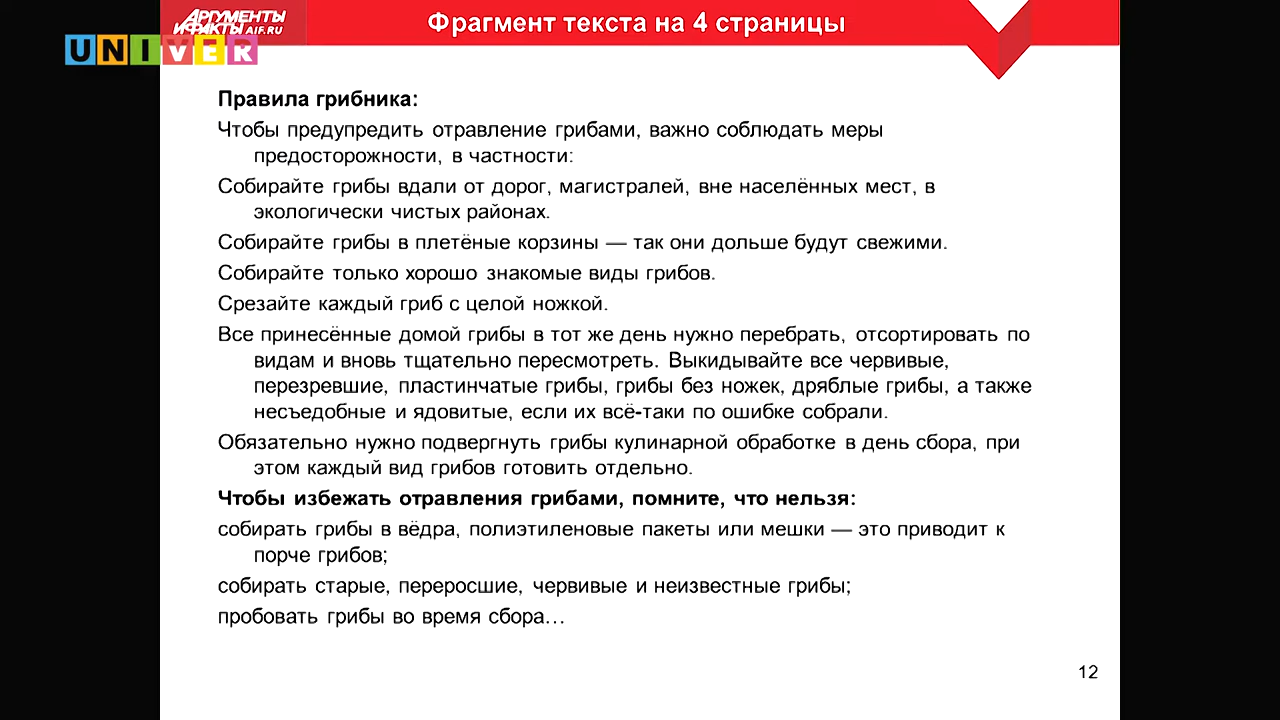 АРГУМЕНТЫ
И ФАКТЫ AIF.RU
UNIVER
Фрагмент текста на 4 страницы
Правила грибника:
Чтобы предупредить отравление грибами, важно соблюдать меры
предосторожности, в частности:
Собирайте грибы вдали от дорог, магистралей, вне населённых мест, в
экологически чистых районах.
Собирайте грибы в плетёные корзины — так они дольше будут свежими.
Собирайте только хорошо знакомые виды грибов.
Срезайте каждый гриб с целой ножкой.
Все принесённые домой грибы в тот же день нужно перебрать, отсортировать по
видам и вновь тщательно пересмотреть. Выкидывайте все червивые,
перезревшие, пластинчатые грибы, грибы без ножек, дряблые грибы, а также
несъедобные и ядовитые, если их всё-таки по ошибке собрали.
Обязательно нужно подвергнуть грибы кулинарной обработке в день сбора, при
этом каждый вид грибов готовить отдельно.
Чтобы избежать отравления грибами, помните, что нельзя:
собирать грибы в вёдра, полиэтиленовые пакеты или мешки — это приводит к
порче грибов;
собирать старые, переросшие, червивые и неизвестные грибы;
пробовать грибы во время сбора…
12